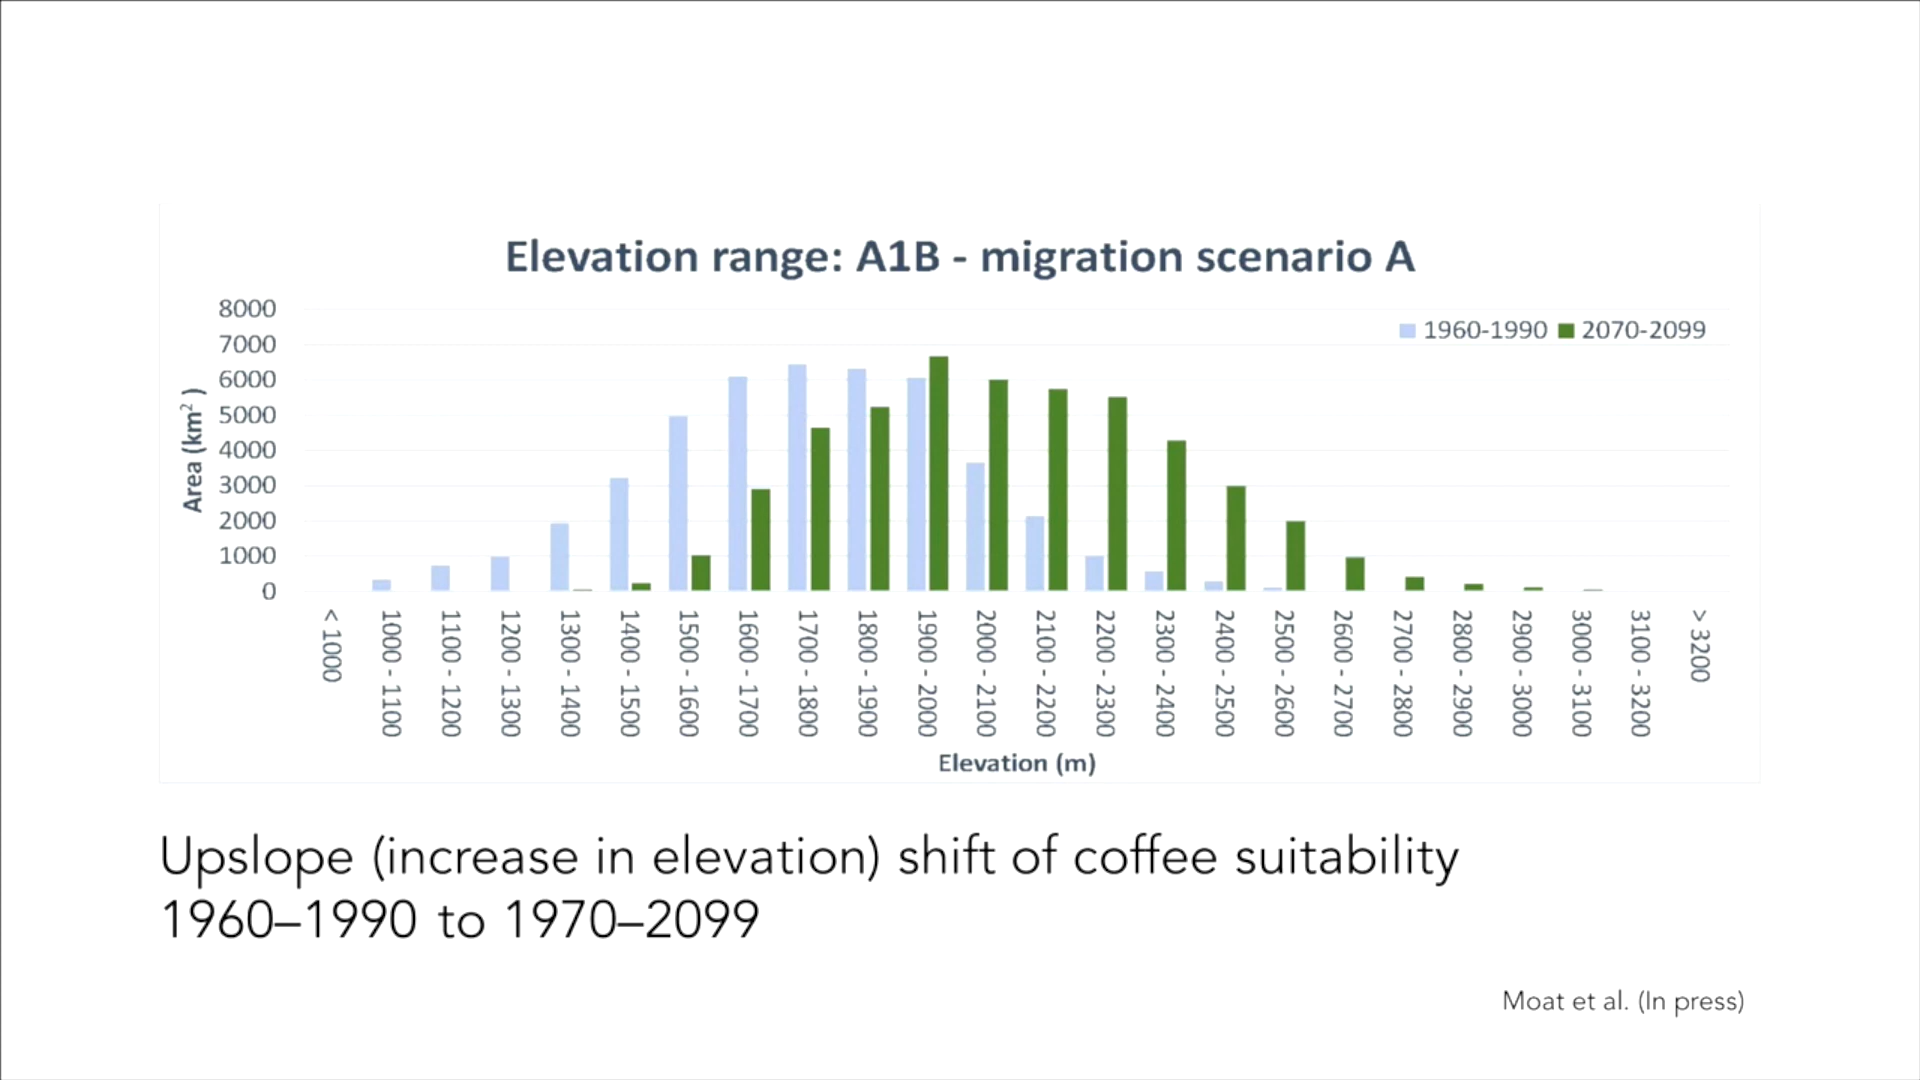 Elevation range: A1B - migration scenario A
8000
7000
6000
5000
4000
3000
2000
1000
0
Area (km²)
1960-1990 2070-2099
< 1000
1000 - 1100
1100 - 1200
1200 - 1300
1300 - 1400
1400 - 1500
1500 - 1600
1600 - 1700
1700 - 1800
1800 - 1900
1900 - 2000
2000 - 2100
2100 - 2200
2200 - 2300
2300 - 2400
2400 - 2500
2500 - 2600
2600 - 2700
2700 - 2800
2800 - 2900
2900 - 3000
3000 - 3100
3100 - 3200
> 3200
Elevation (m)
Upslope (increase in elevation) shift of coffee suitability
1960–1990 to 1970–2099
Moat et al. (In press)